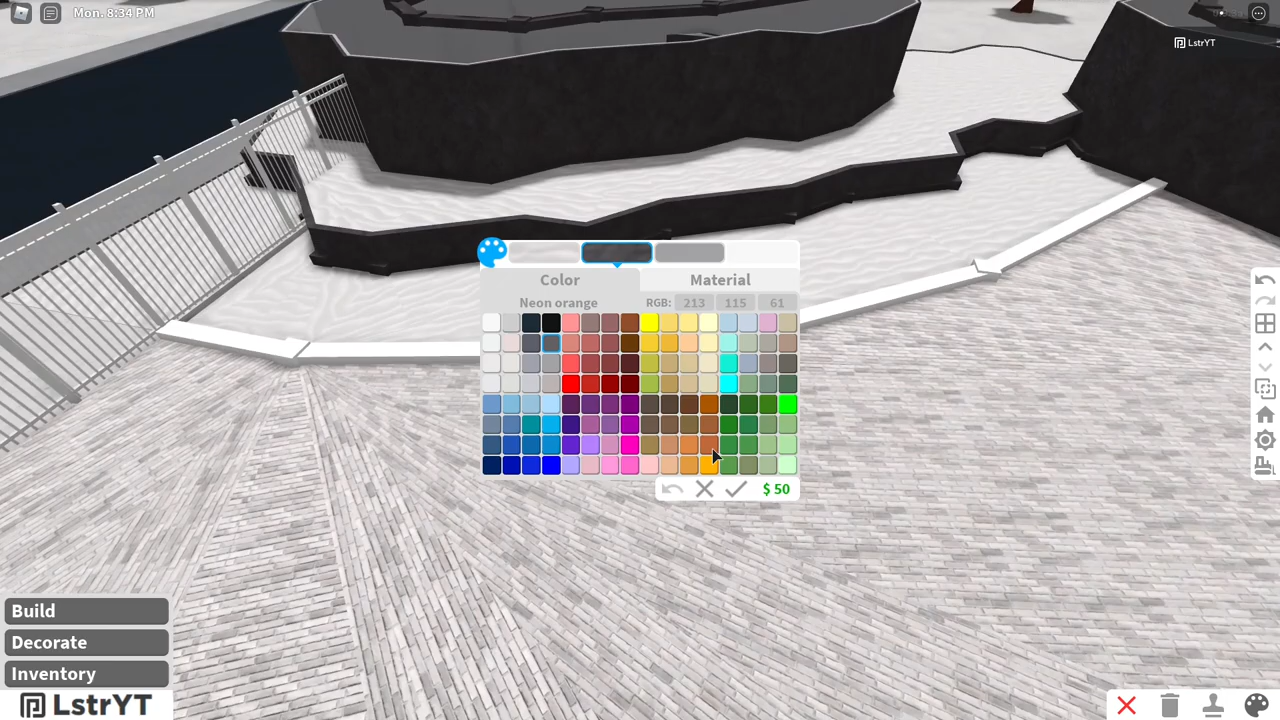 Mon. 8:34 PM
LstrYT
Color
Material
Neon orange
RGB: 213 115 61
$ 50
Build
Decorate
Inventory
LstrYT